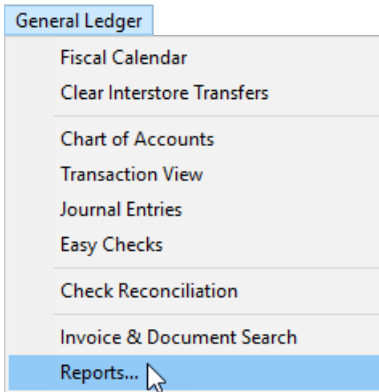 General Ledger
Fiscal Calendar
Clear Interstore Transfers
Chart of Accounts
Transaction View
Journal Entries
Easy Checks
Check Reconciliation
Invoice & Document Search
Reports...